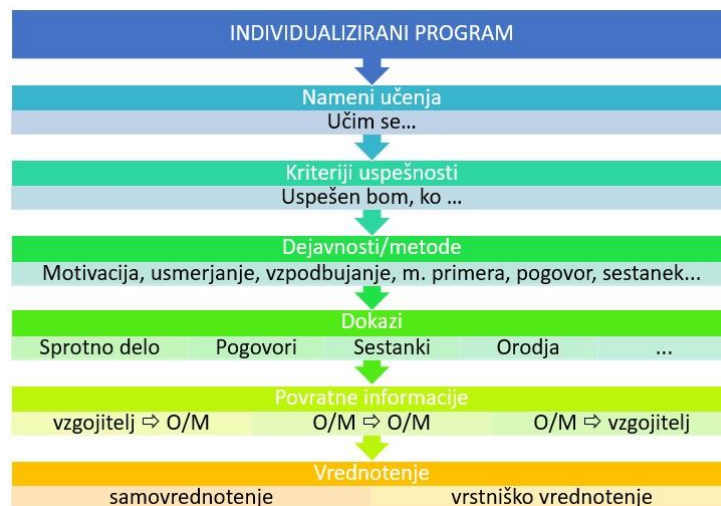 INDIVIDUALIZIRANI PROGRAM
Nameni učenja
Učim se...
Kriteriji uspešnosti
Uspešen bom, ko ...
Dejavnosti/metode
Motivacija, usmerjanje, vzpodbujanje, m. primera, pogovor, sestanek...
Dokazi
Sprotno delo Pogovori Sestanki Orodja ...
Povratne informacije
vzgojitelj ⇨ O/M O/M ⇨ O/M O/M ⇨ vzgojitelj
Vrednotenje
samovrednotenje vrstniško vrednotenje